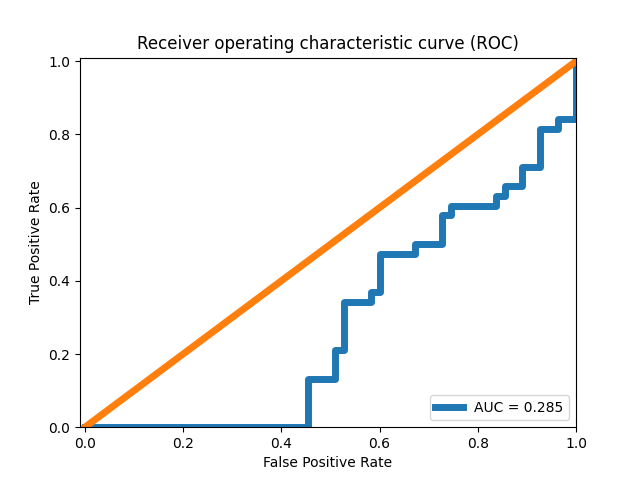 Receiver operating characteristic curve (ROC)
1.0
0.8
0.6
0.4
0.2
0.0
True Positive Rate
AUC = 0.285
0.0 0.2 0.4 0.6 0.8 1.0
False Positive Rate